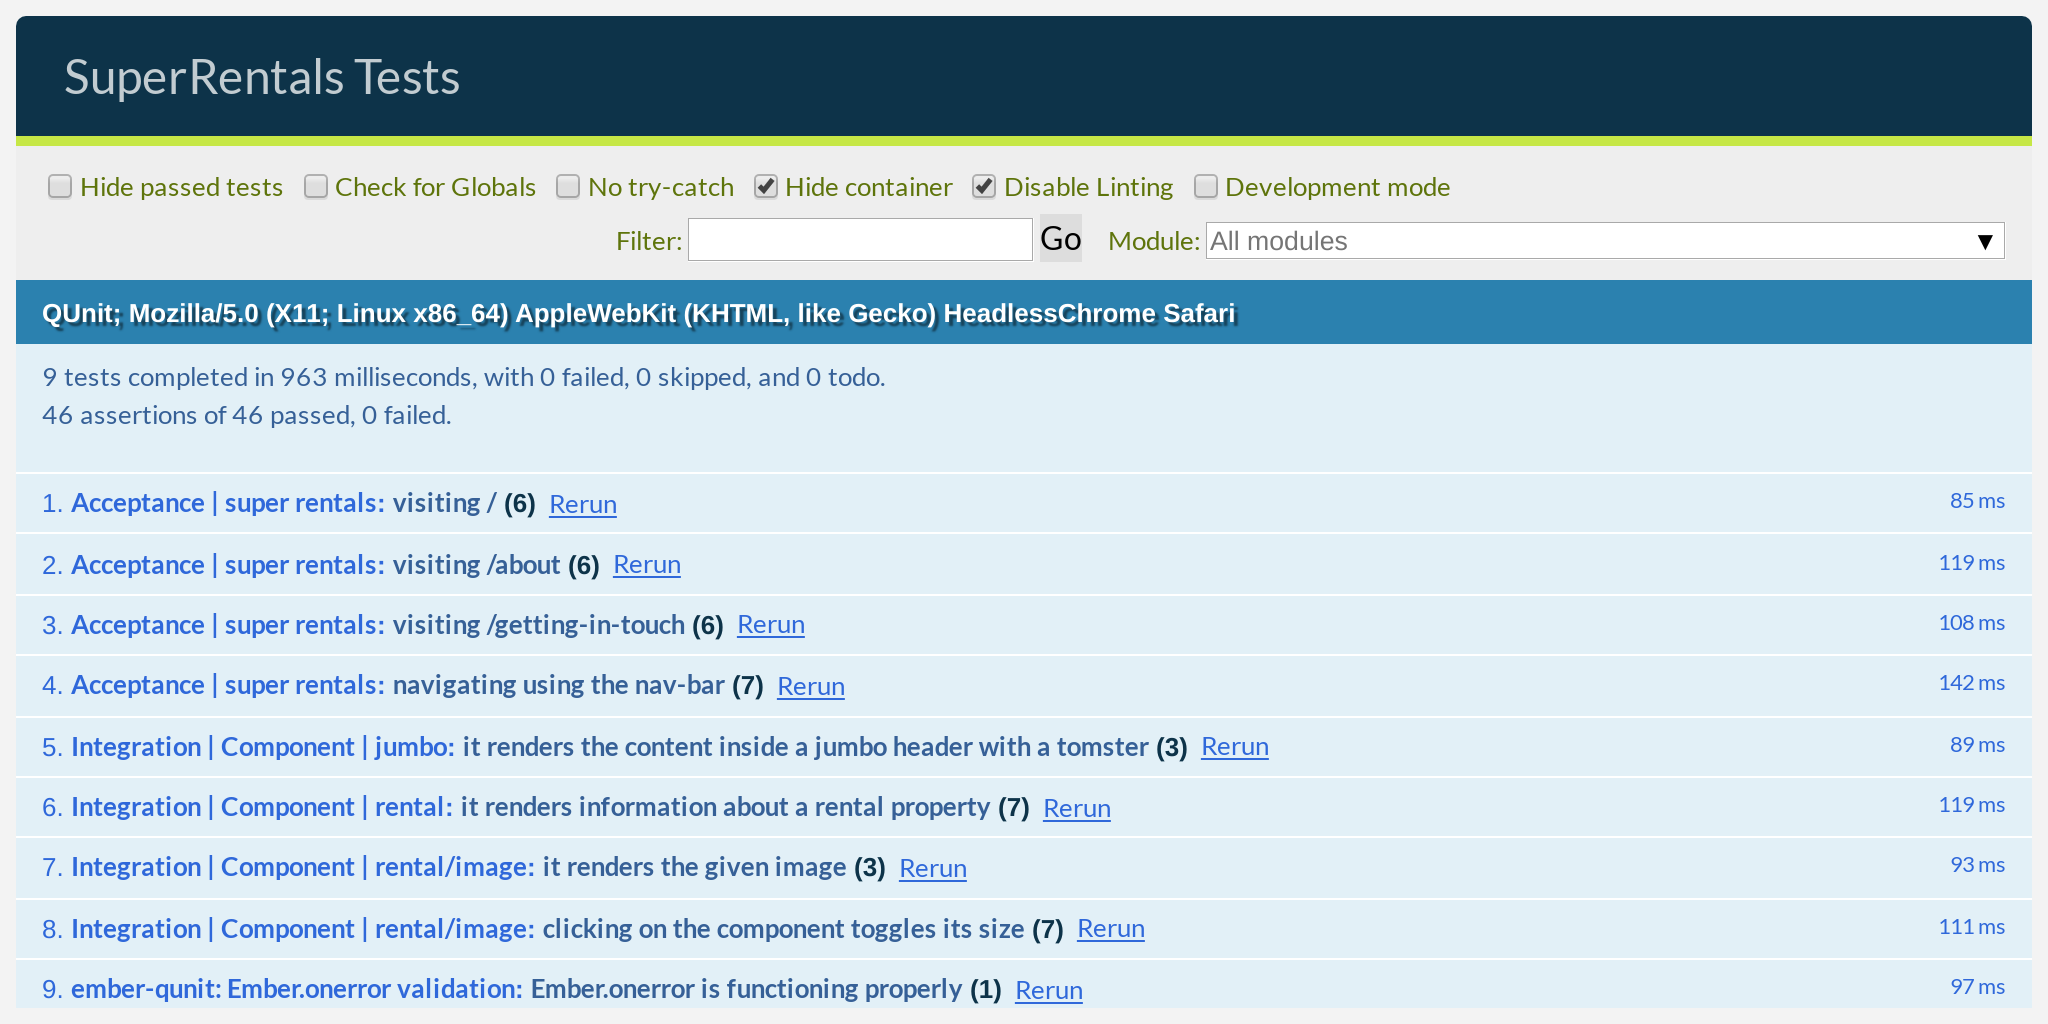 SuperRentals Tests
Hide passed tests Check for Globals No try-catch Hide container Disable Linting Development mode
Filter: Go Module: All modules ▼
QUnit; Mozilla/5.0 (X11; Linux x86_64) AppleWebKit (KHTML, like Gecko) HeadlessChrome Safari
9 tests completed in 963 milliseconds, with 0 failed, 0 skipped, and 0 todo.
46 assertions of 46 passed, 0 failed.
1. Acceptance | super rentals: visiting / (6) Rerun 85 ms
2. Acceptance | super rentals: visiting /about (6) Rerun 119 ms
3. Acceptance | super rentals: visiting /getting-in-touch (6) Rerun 108 ms
4. Acceptance | super rentals: navigating using the nav-bar (7) Rerun 142 ms
5. Integration | Component | jumbo: it renders the content inside a jumbo header with a tomster (3) Rerun 89 ms
6. Integration | Component | rental: it renders information about a rental property (7) Rerun 119 ms
7. Integration | Component | rental/image: it renders the given image (3) Rerun 93 ms
8. Integration | Component | rental/image: clicking on the component toggles its size (7) Rerun 111 ms
9. ember-qunit: Ember.onerror validation: Ember.onerror is functioning properly (1) Rerun 97 ms